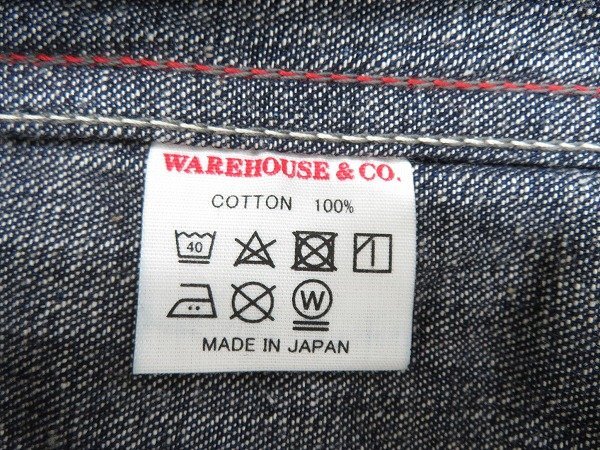 WAREHOUSE & CO.
COTTON 100%
40
W
MADE IN JAPAN